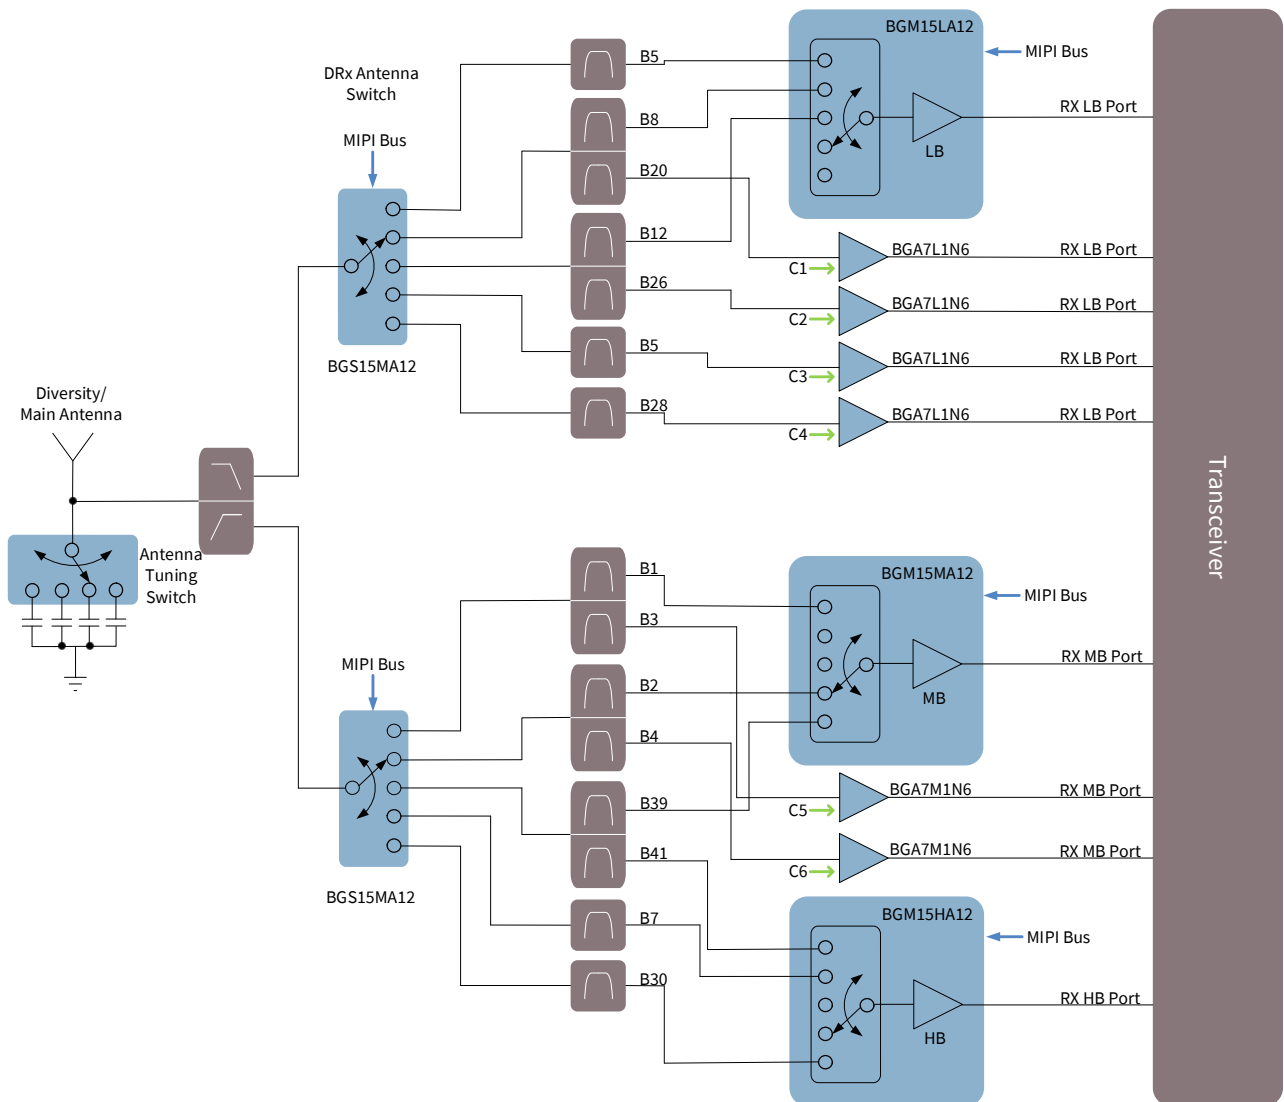 BGM15LA12
MIPI Bus
B5
DRx Antenna
Switch
RX LB Port
B8
MIPI Bus
LB
B20
B12
BGA7L1N6
RX LB Port
C1
B26
BGA7L1N6
RX LB Port
C2
B5
BGA7L1N6
RX LB Port
BGS15MA12
C3
Diversity/
Main Antenna
B28
BGA7L1N6
RX LB Port
C4
Transceiver
Antenna
Tuning
Switch
B1
BGM15MA12
MIPI Bus
B3
MIPI Bus
RX MB Port
B2
MB
B4
BGA7M1N6
RX MB Port
B39
C5
BGA7M1N6
RX MB Port
B41
C6
BGS15MA12
B7
BGM15HA12
MIPI Bus
B30
RX HB Port
HB